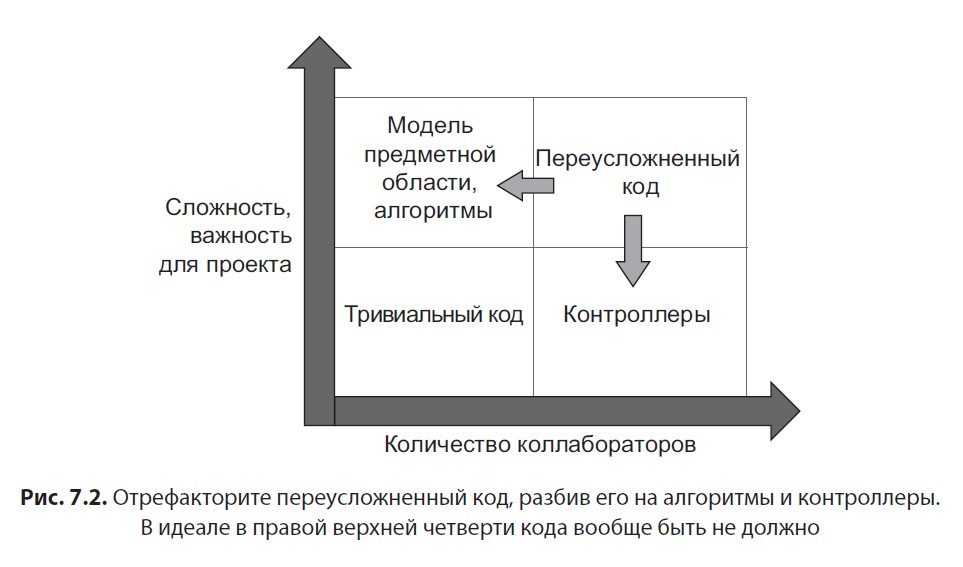 Модель
предметной
области,
алгоритмы
Переусложненный
код
Сложность,
важность
для проекта
Тривиальный код
Контроллеры
Количество коллабораторов
Рис. 7.2. Отрефакторите переусложненный код, разбив его на алгоритмы и контроллеры.
В идеале в правой верхней четверти кода вообще быть не должно